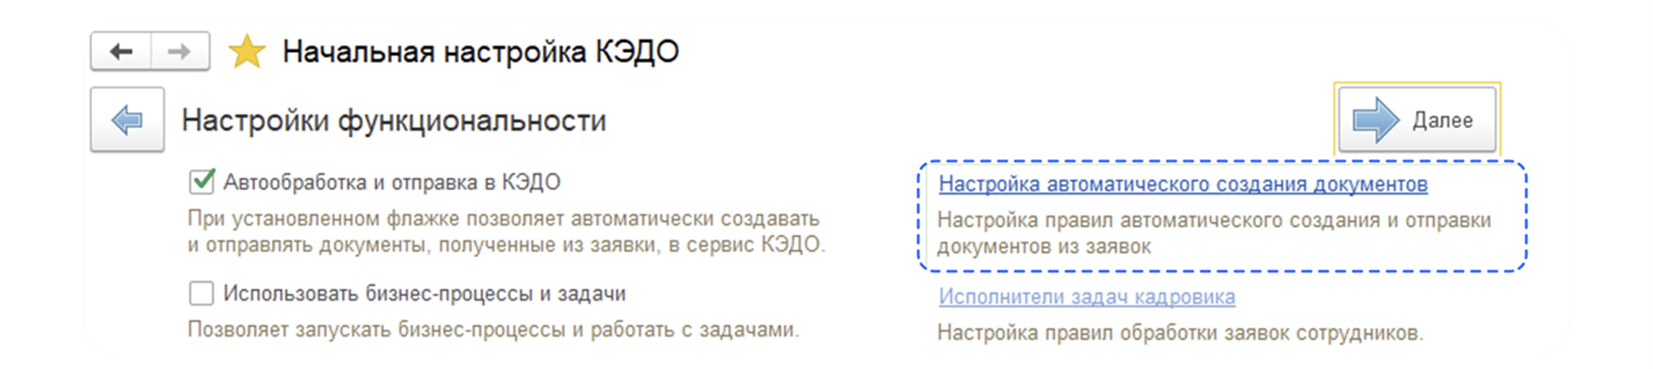 Начальная настройка КЭДО
Настройки функциональности
Далее
Автообработка и отправка в КЭДО
При установленном флажке позволяет автоматически создавать
и отправлять документы, полученные из заявки, в сервис КЭДО.
Настройка автоматического создания документов
Настройка правил автоматического создания и отправки
документов из заявок
Использовать бизнес-процессы и задачи
Позволяет запускать бизнес-процессы и работать с задачами.
Исполнители задач кадровика
Настройка правил обработки заявок сотрудников.